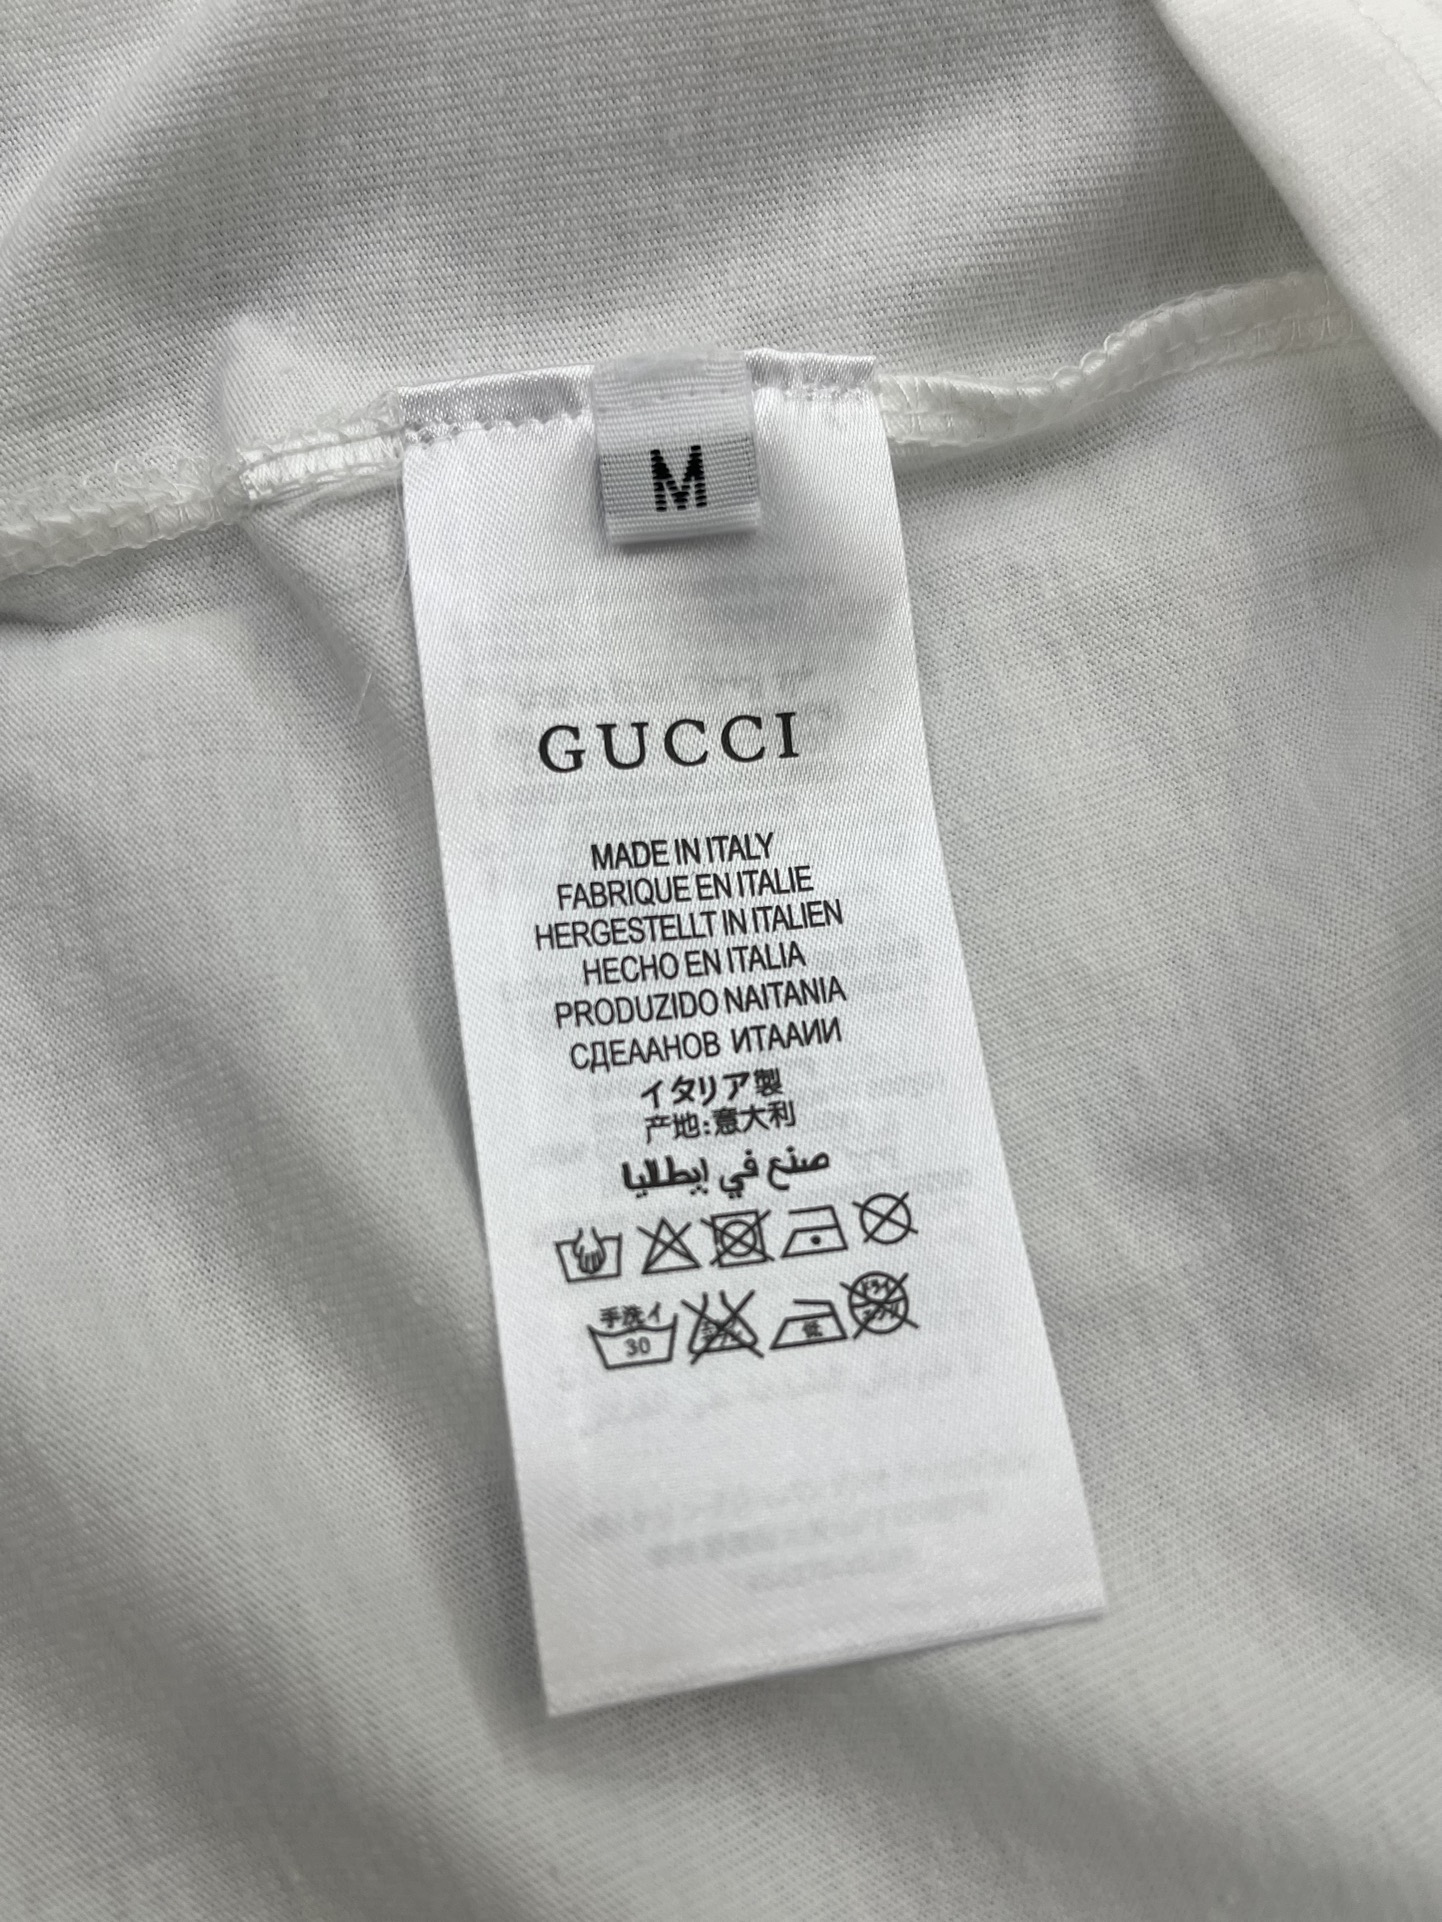 M
GUCCI
MADE IN ITALY
FABRIQUE EN ITALIE
HERGESTELLT IN ITALIEN
HECHO EN ITALIA
PRODUZIDO NAITANIA
СДЕААНОВ ИТААИИ
イタリア製
产地:意大利
صنع في إيطاليا
手洗イ
30
低